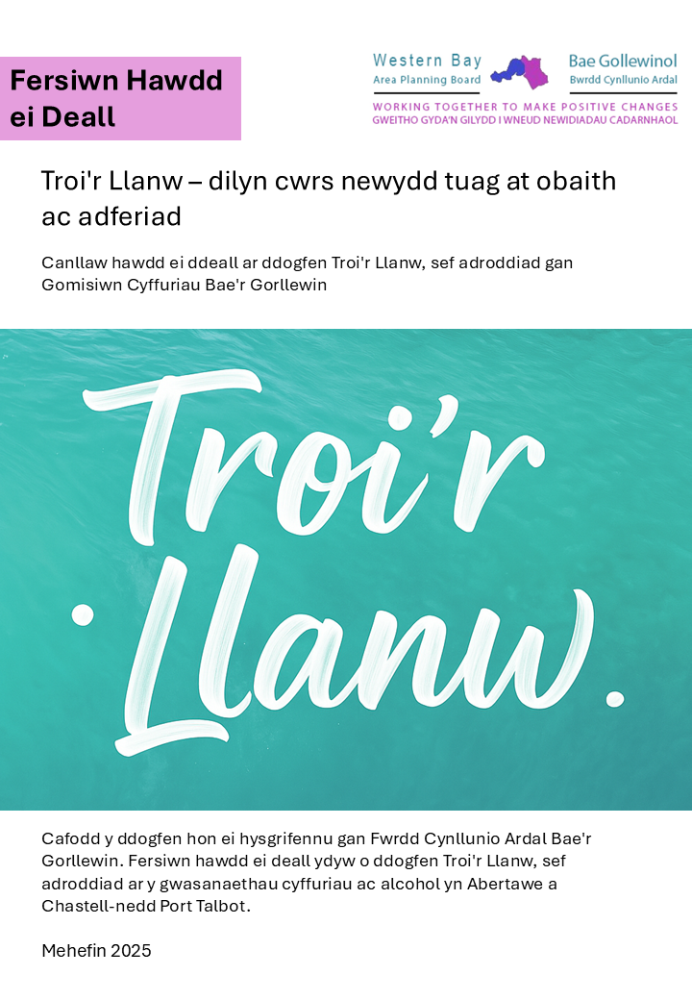 Fersiwn Hawdd
ei Deall
Western Bay
Area Planning Board
Bae Gollewinol
Bwrdd Cynllunio Ardal
WORKING TOGETHER TO MAKE POSITIVE CHANGES
GWEITHO GYDA'N GILYDD I WNEUD NEWIDIADAU CADARNHAOL
Troi'r Llanw – dilyn cwrs newydd tuag at obaith
ac adferiad
Canllaw hawdd ei ddeall ar ddogfen Troi'r Llanw, sef adroddiad gan
Gomisiwn Cyffuriau Bae'r Gorllewin
Troi'r
Llanw.
Cafodd y ddogfen hon ei hysgrifennu gan Fwrdd Cynllunio Ardal Bae'r
Gorllewin. Fersiwn hawdd ei deall ydyw o ddogfen Troi'r Llanw, sef
adroddiad ar y gwasanaethau cyffuriau ac alcohol yn Abertawe a
Chastell-nedd Port Talbot.
Mehefin 2025